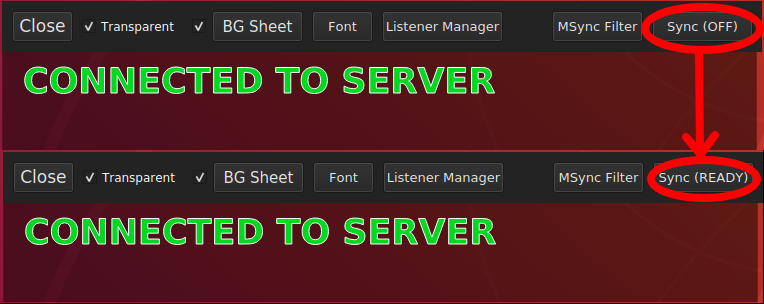 Close Transparent BG Sheet Font Listener Manager MSync Filter Sync (OFF)
CONNECTED TO SERVER
Close Transparent BG Sheet Font Listener Manager MSync Filter Sync (READY)
CONNECTED TO SERVER